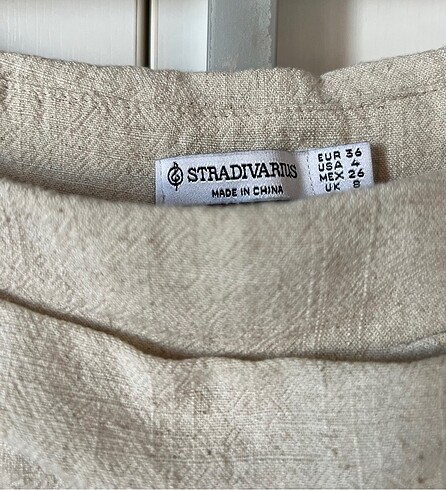 STRADIVARIUS
MADE IN CHINA
EUR 36
USA 4
MEX 26
UK 8